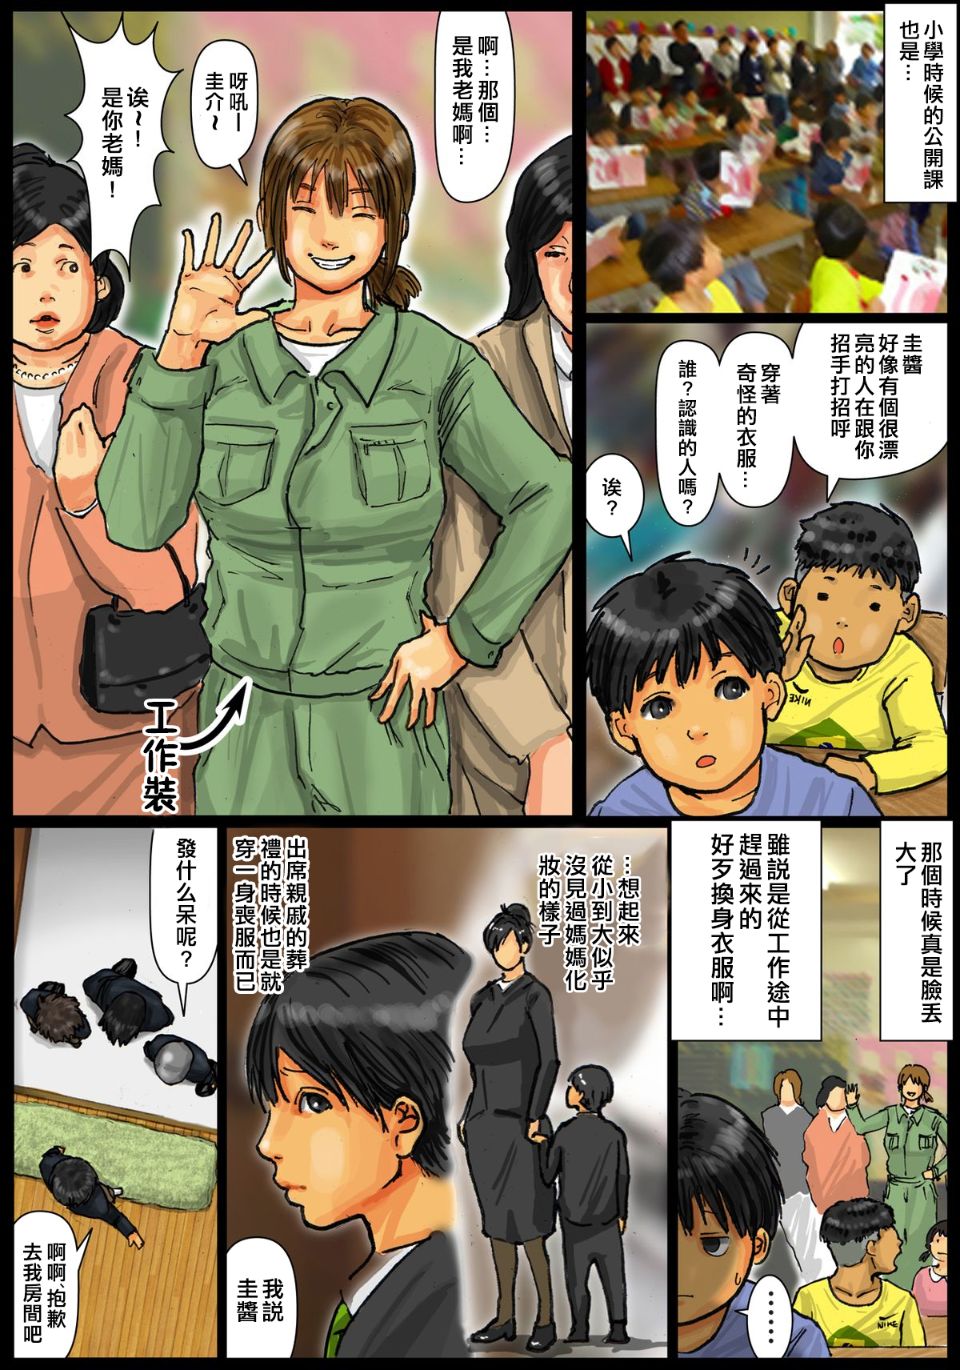 小學時候的公開課
也是…
圭醬
好像有個很漂
亮的人在跟你
招手打招呼
穿著
奇怪的衣服…
誰？認識的人嗎？
诶？
啊…那個…
是我老媽啊…
呀吼ー
圭介～
诶～！
是你老媽！
工作裝
那個時候真是臉丟
大了
雖説是從工作途中
趕過來的
好歹換身衣服啊…
NIKE
NIKE
………
…想起來
從小到大似乎
沒見過媽媽化
妝的樣子
出席親戚的葬
禮的時候也是就
穿一身喪服而已
我説
圭醬
發什么呆呢？
啊啊、抱歉
去我房間吧